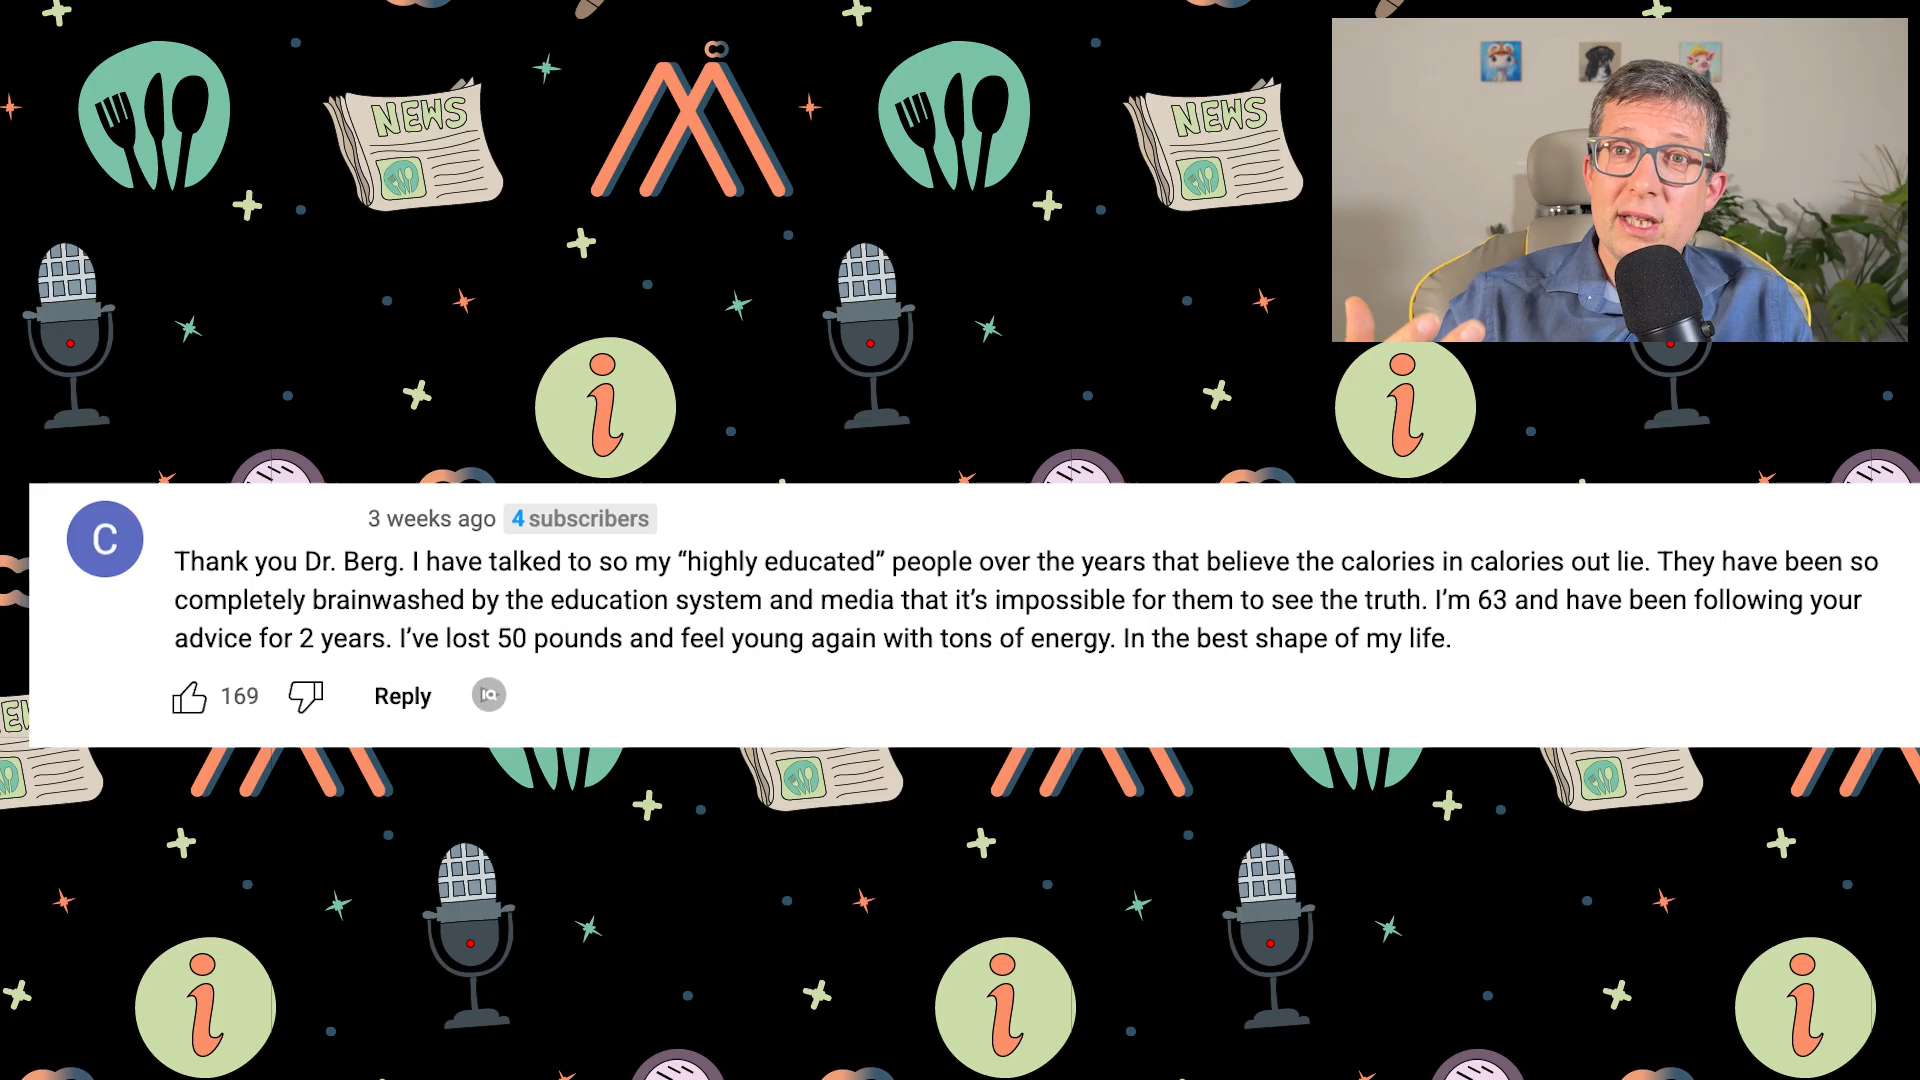 NEWS
NEWS
C
3 weeks ago 4 subscribers
Thank you Dr. Berg. I have talked to so my “highly educated” people over the years that believe the calories in calories out lie. They have been so
completely brainwashed by the education system and media that it’s impossible for them to see the truth. I’m 63 and have been following your
advice for 2 years. I’ve lost 50 pounds and feel young again with tons of energy. In the best shape of my life.
169 Reply